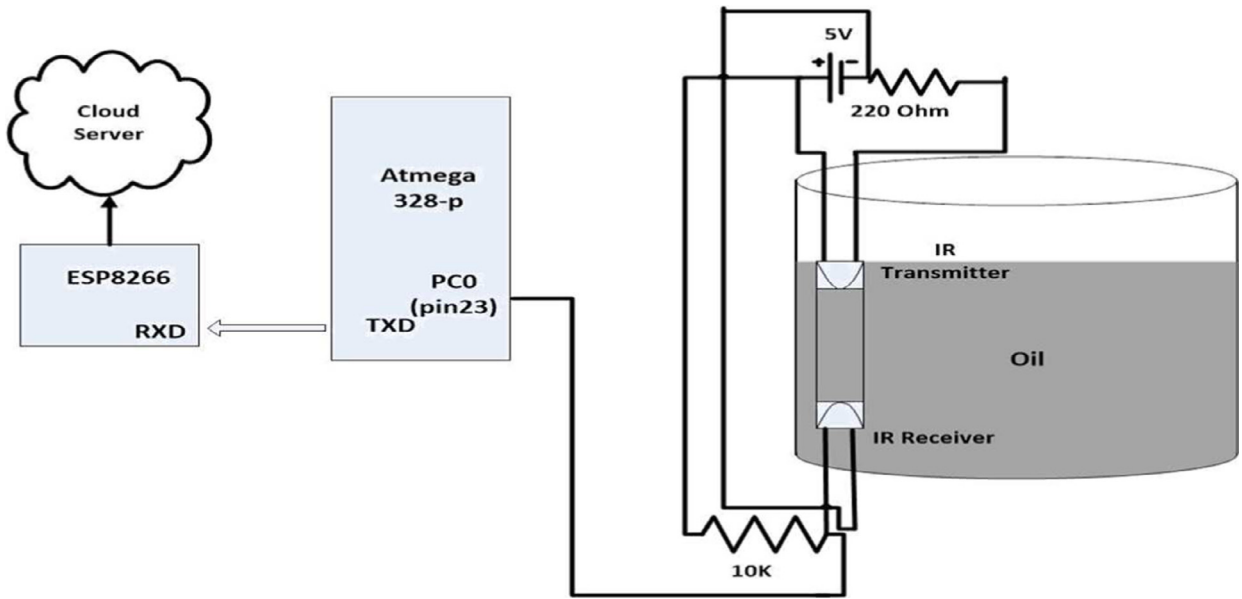 Cloud
Server
ESP8266
RXD
Atmega
328-p
PC0
(pin23)
TXD
5V
+
-
220 Ohm
IR
Transmitter
Oil
IR Receiver
10K